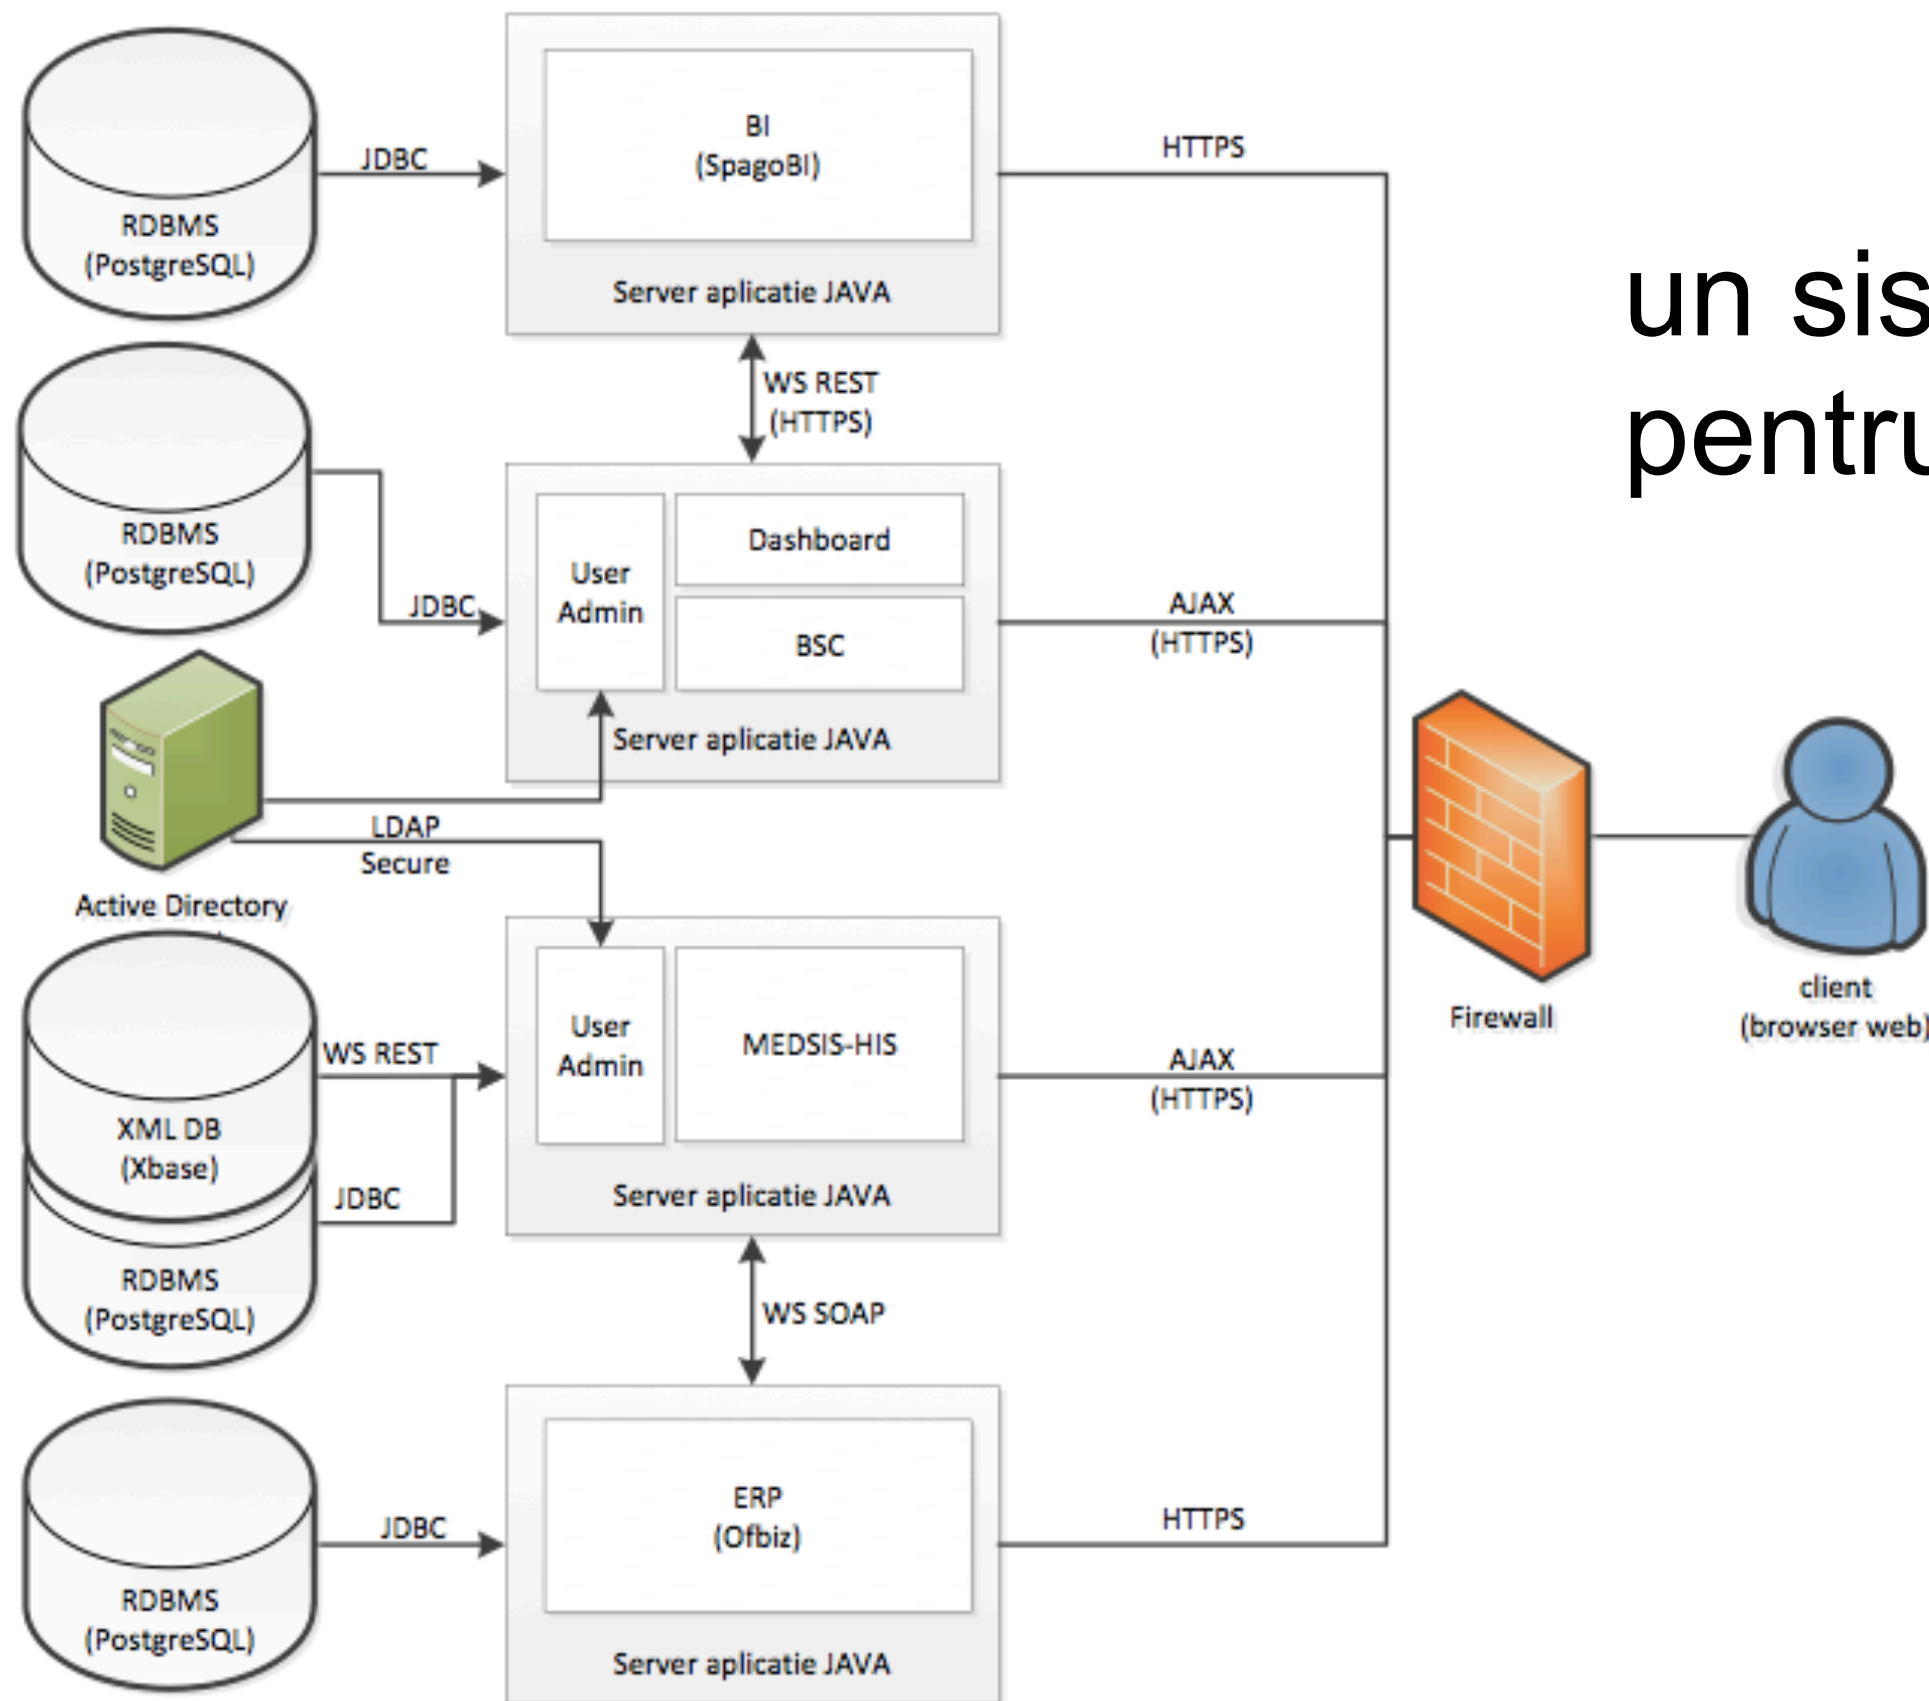 RDBMS
(PostgreSQL)
JDBC
BI
(SpagoBI)
Server aplicatie JAVA
HTTPS
un sis
pentru
WS REST
(HTTPS)
RDBMS
(PostgreSQL)
JDBC
User
Admin
Dashboard
BSC
Server aplicatie JAVA
AJAX
(HTTPS)
LDAP
Secure
Active Directory
Firewall
client
(browser web)
XML DB
(Xbase)
WS REST
JDBC
RDBMS
(PostgreSQL)
User
Admin
MEDSIS-HIS
Server aplicatie JAVA
AJAX
(HTTPS)
WS SOAP
RDBMS
(PostgreSQL)
JDBC
ERP
(Ofbiz)
Server aplicatie JAVA
HTTPS